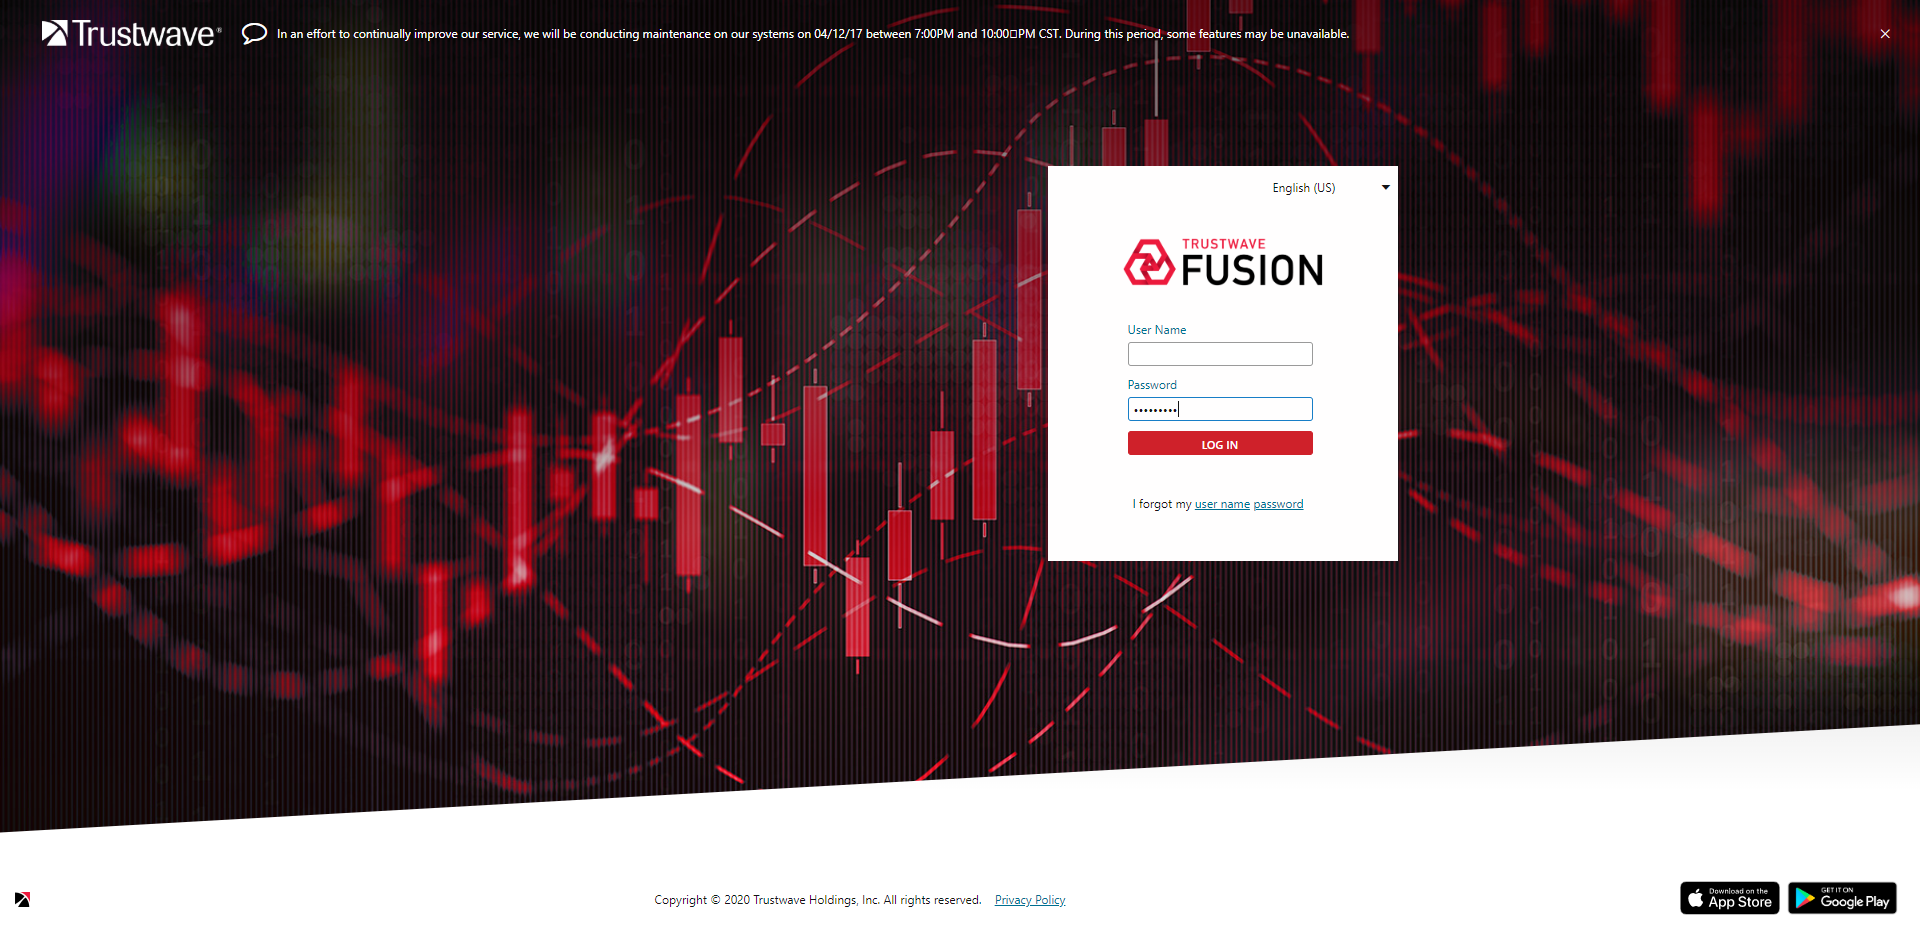 Trustwave®
In an effort to continually improve our service, we will be conducting maintenance on our systems on 04/12/17 between 7:00PM and 10:00□PM CST. During this period, some features may be unavailable.
English (US)
TRUSTWAVE
FUSION
User Name
Password
•••••••••
LOG IN
I forgot my user name password
Copyright © 2020 Trustwave Holdings, Inc. All rights reserved. Privacy Policy
Download on the
App Store
GET IT ON
Google Play